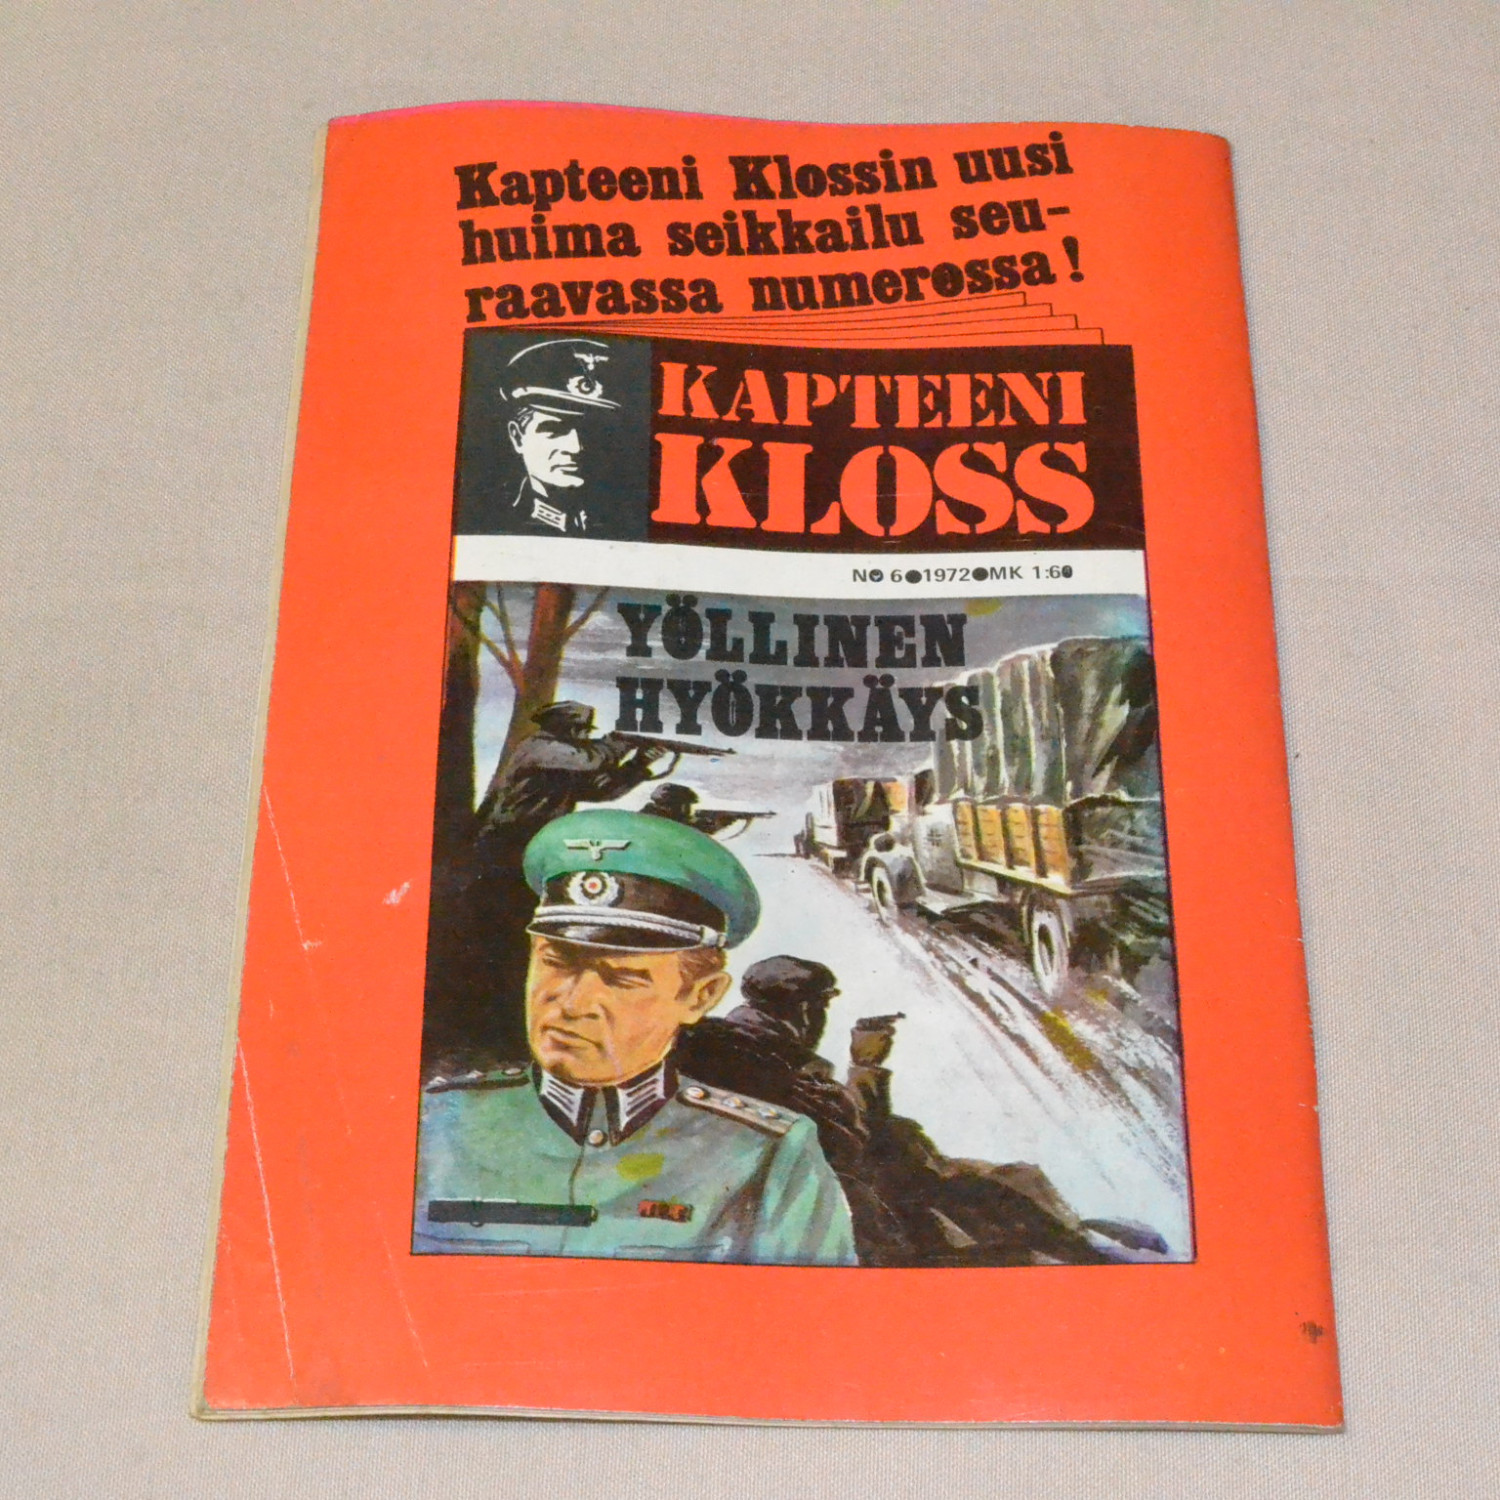 Kapteeni Klossin uusi
huima seikkailu seu-
raavassa numerossa!
KAPTEENI
KLOSS
NO 6●1972●MK 1:60
YÖLLINEN
HYÖKKÄYS